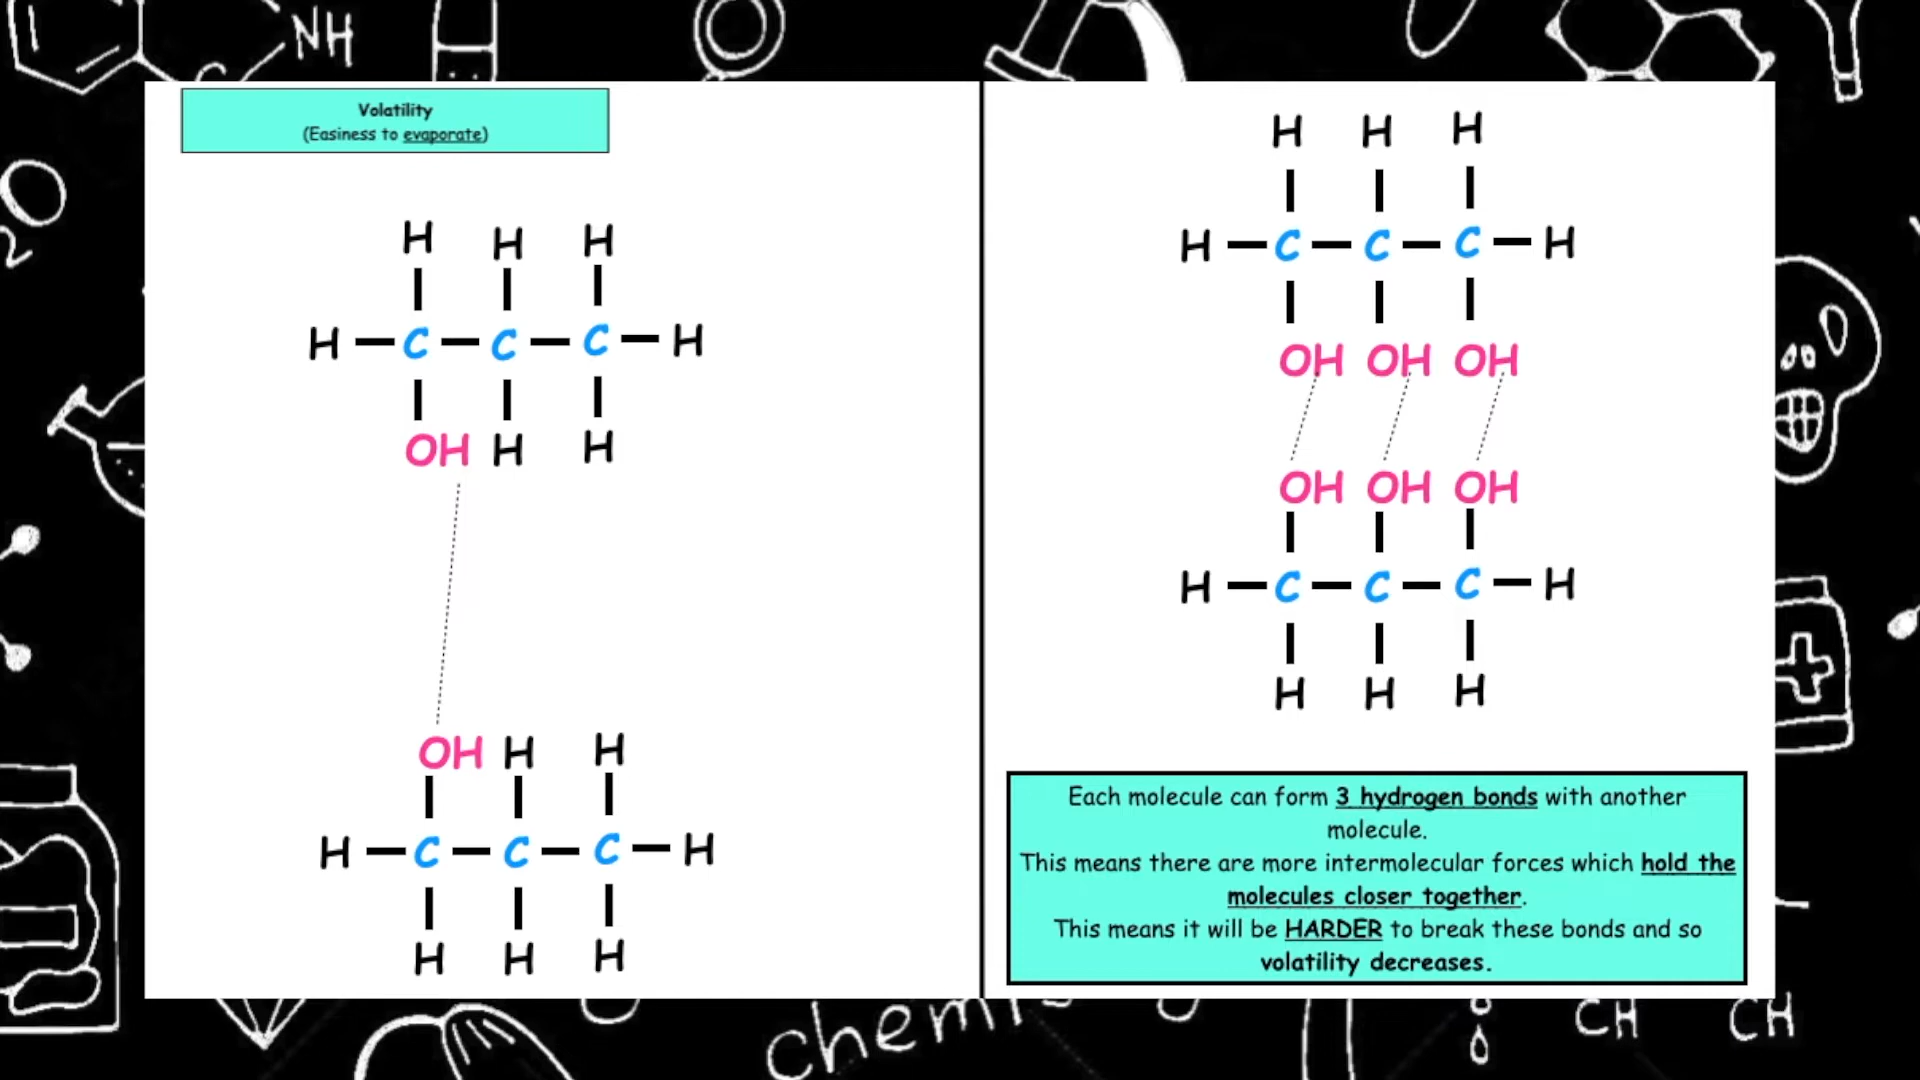 NH
Volatility
(Easiness to evaporate)
H H H
H C C C H
OH H H
OH H H
H C C C H
H H H
H H H
H C C C H
OH OH OH
OH OH OH
H C C C H
H H H
Each molecule can form 3 hydrogen bonds with another
molecule.
This means there are more intermolecular forces which hold the
molecules closer together.
This means it will be HARDER to break these bonds and so
volatility decreases.
2O
CH CH